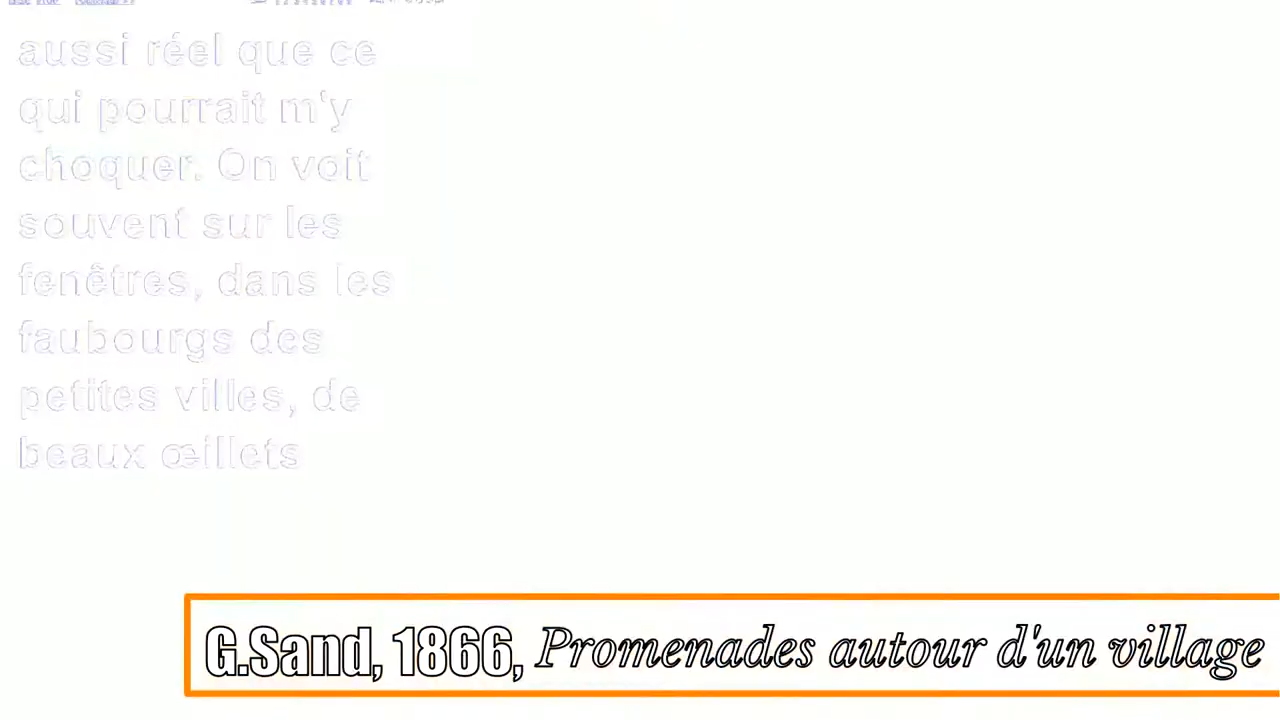 aussi réel que ce
qui pourrait m'y
choquer. On voit
souvent sur les
fenêtres, dans les
faubourgs des
petites villes, de
beaux œillets
G.Sand, 1866, Promenades autour d'un village